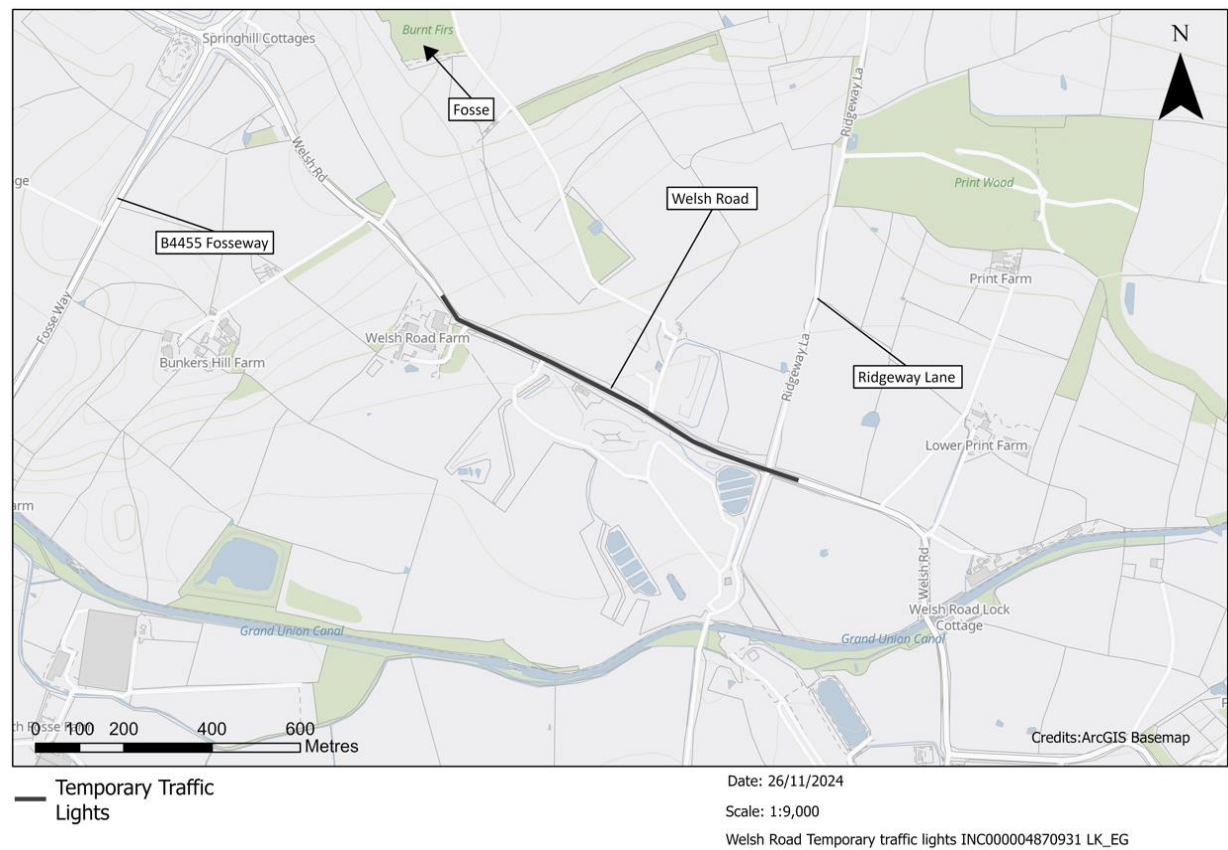 Burnt Firs
Springhill Cottages
N
Fosse
Ridgeway La
Welsh Rd
Print Wood
Welsh Road
B4455 Fosseway
Print Farm
Fosse Way
Welsh Road Farm
Bunkers Hill Farm
Ridgeway La
Ridgeway Lane
Lower Print Farm
Welsh Rd
Welsh Road Lock
Cottage
Grand Union Canal
Grand Union Canal
0 100 200 400 600
Metres
Credits:ArcGIS Basemap
Temporary Traffic
Lights
Date: 26/11/2024
Scale: 1:9,000
Welsh Road Temporary traffic lights INC000004870931 LK_EG